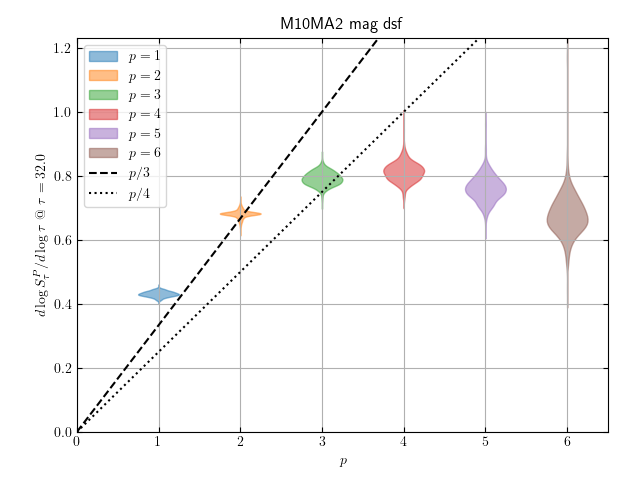 M10MA2 mag dsf
p = 1
p = 2
p = 3
p = 4
p = 5
p = 6
p/3
p/4
d log S_τ^P / d log τ @ τ = 32.0
1.2
1.0
0.8
0.6
0.4
0.2
0.0
0 1 2 3 4 5 6
p